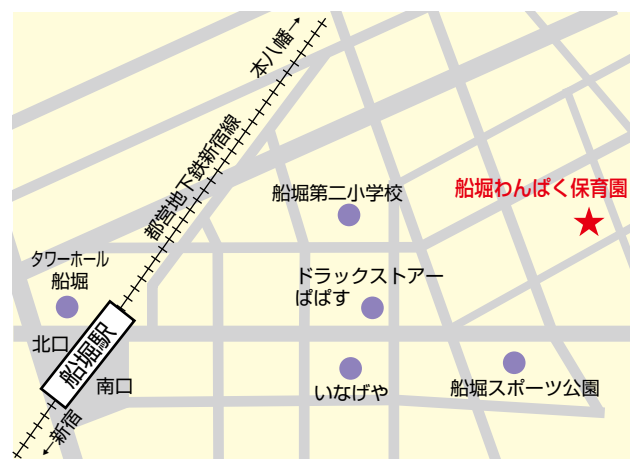 →本八幡
都営地下鉄新宿線
船堀第二小学校
船堀わんぱく保育園
タワーホール
船堀
ドラックストアー
ぱぱす
北口
船堀駅
南口
いなげや
船堀スポーツ公園
←新宿